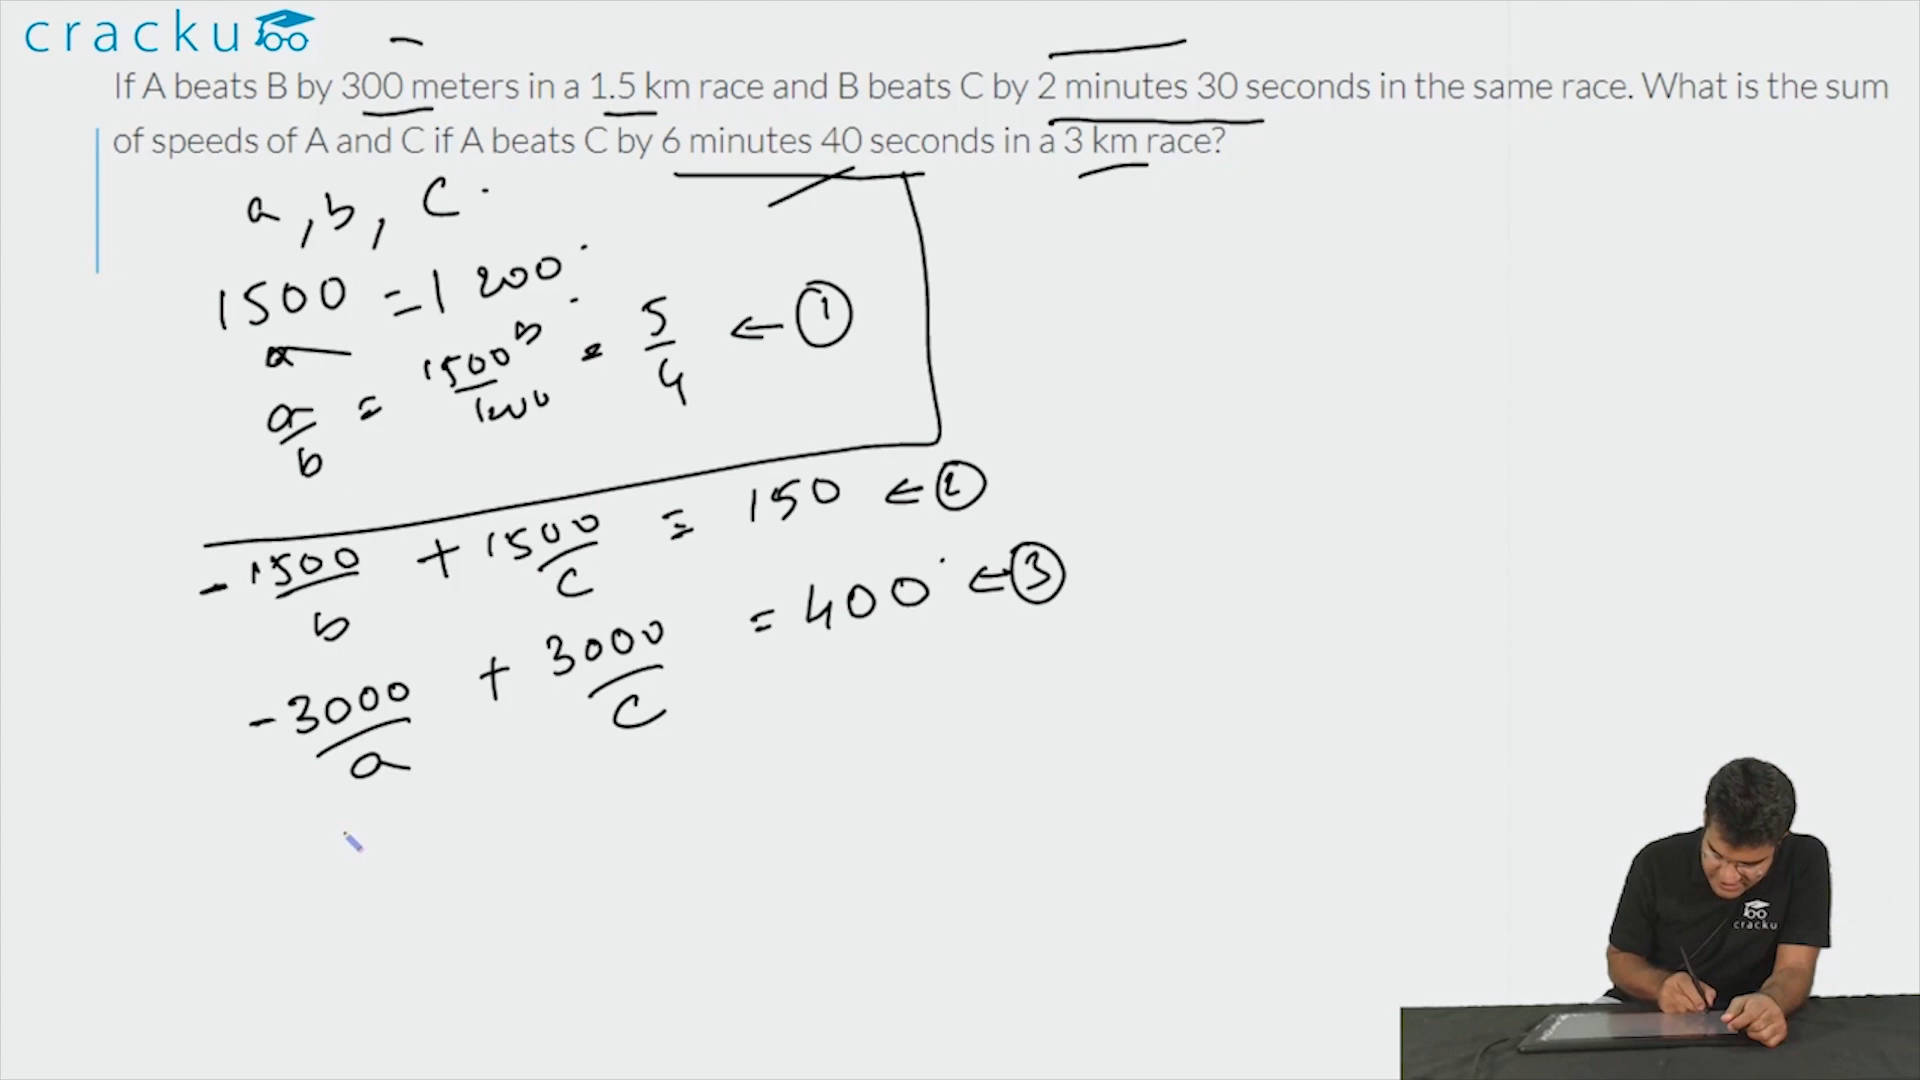 cracku
If A beats B by 300 meters in a 1.5 km race and B beats C by 2 minutes 30 seconds in the same race. What is the sum
of speeds of A and C if A beats C by 6 minutes 40 seconds in a 3 km race?
a, b, c
1500/a = 1200/b
a/b = 1500/1200 = 5/4 ← ①
-1500/b + 1500/c = 150 ← ②
-3000/a + 3000/c = 400 ← ③
cracku